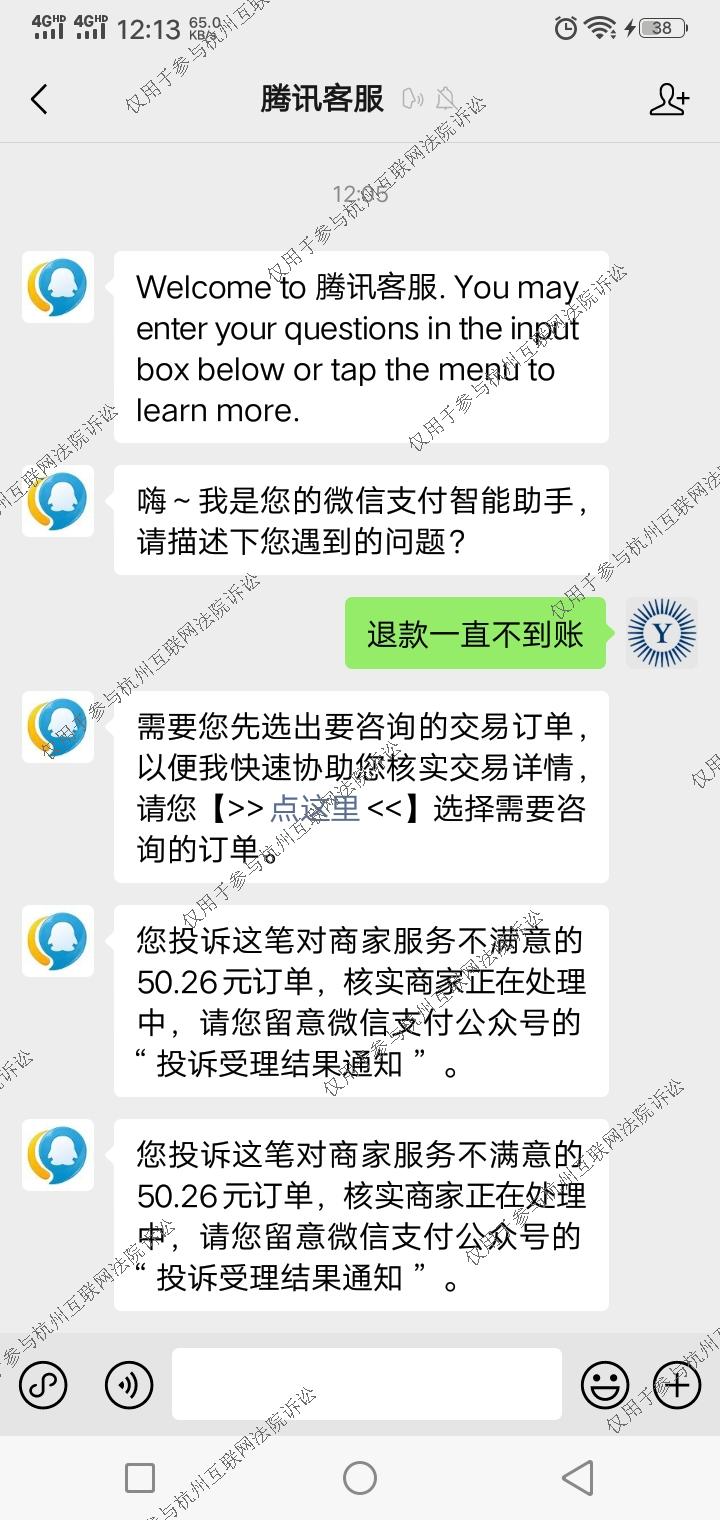 4GHD 4GHD 12:13 65.0 KB/s 38
腾讯客服
12:05
Welcome to 腾讯客服. You may
enter your questions in the input
box below or tap the menu to
learn more.
嗨~我是您的微信支付智能助手，
请描述下您遇到的问题？
退款一直不到账
Y
需要您先选出要咨询的交易订单，
以便我快速协助您核实交易详情，
请您【>>点这里<<】选择需要咨
询的订单。
您投诉这笔对商家服务不满意的
50.26元订单，核实商家正在处理
中，请您留意微信支付公众号的
“投诉受理结果通知”。
您投诉这笔对商家服务不满意的
50.26元订单，核实商家正在处理
中，请您留意微信支付公众号的
“投诉受理结果通知”。
仅用于参与杭州互联网法院诉讼